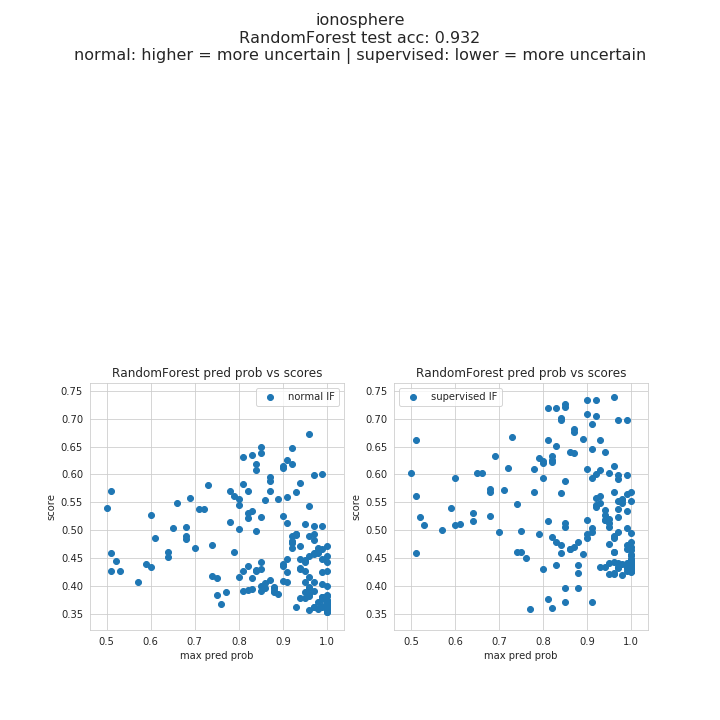 ionosphere
RandomForest test acc: 0.932
normal: higher = more uncertain | supervised: lower = more uncertain
RandomForest pred prob vs scores
normal IF
0.75
0.70
0.65
0.60
0.55
0.50
0.45
0.40
0.35
score
0.5 0.6 0.7 0.8 0.9 1.0
max pred prob
RandomForest pred prob vs scores
supervised IF
0.75
0.70
0.65
0.60
0.55
0.50
0.45
0.40
0.35
score
0.5 0.6 0.7 0.8 0.9 1.0
max pred prob